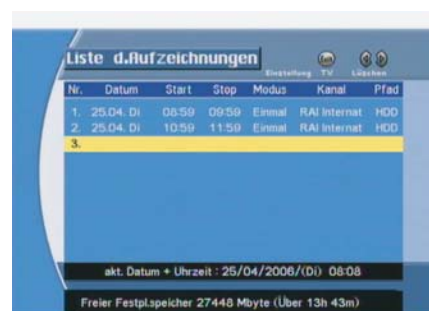 Liste d.Aufzeichnungen
Einstellung TV Löschen
Nr. Datum Start Stop Modus Kanal Pfad
1. 25.04. Di 08:59 09:59 Einmal RAI Internat HDD
2. 25.04. Di 10:59 11:59 Einmal RAI Internat HDD
3.
akt. Datum + Uhrzeit : 25/04/2006/(Di) 08:08
Freier Festpl.speicher 27448 Mbyte (Über 13h 43m)